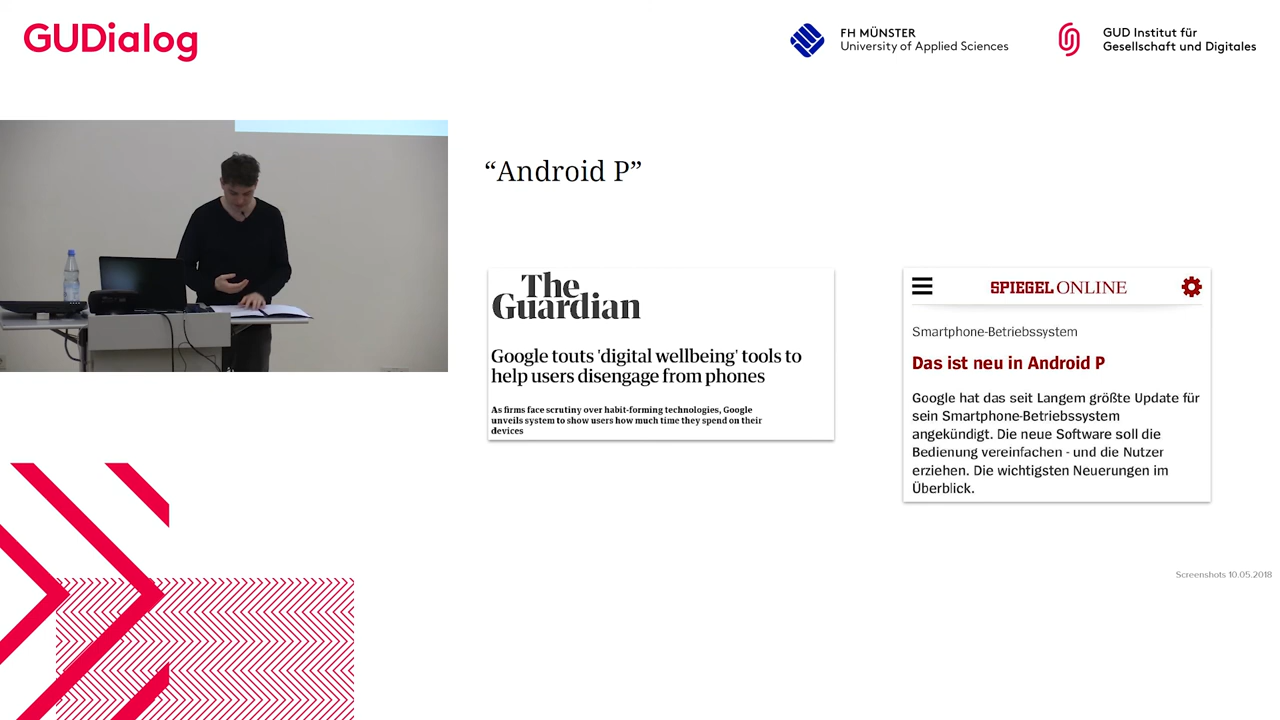 GUDialog
FH MÜNSTER
University of Applied Sciences
GUD Institut für
Gesellschaft und Digitales
“Android P”
The
Guardian
Google touts 'digital wellbeing' tools to
help users disengage from phones
As firms face scrutiny over habit-forming technologies, Google
unveils system to show users how much time they spend on their
devices
SPIEGEL ONLINE
Smartphone-Betriebssystem
Das ist neu in Android P
Google hat das seit Langem größte Update für
sein Smartphone-Betriebssystem
angekündigt. Die neue Software soll die
Bedienung vereinfachen - und die Nutzer
erziehen. Die wichtigsten Neuerungen im
Überblick.
Screenshots 10.05.2018